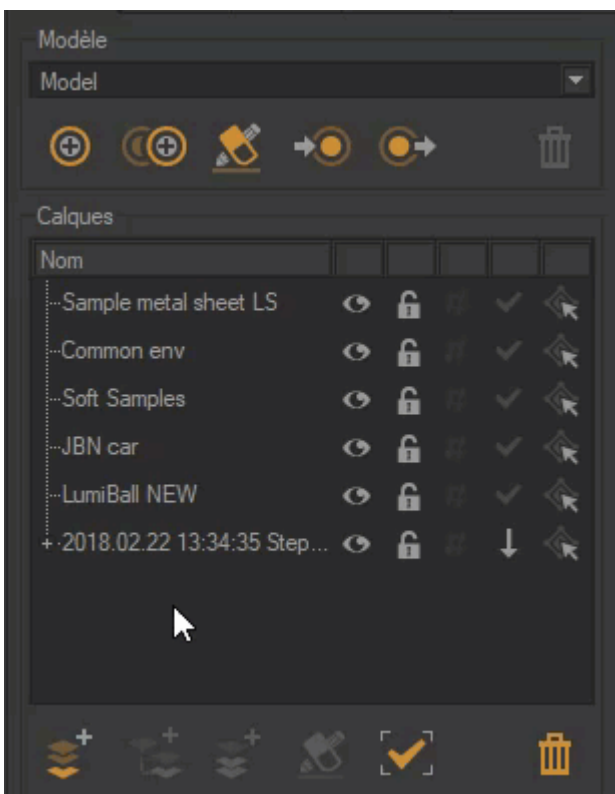 Modèle
Model
Calques
Nom
Sample metal sheet LS
Common env
Soft Samples
JBN car
LumiBall NEW
2018.02.22 13:34:35 Step...